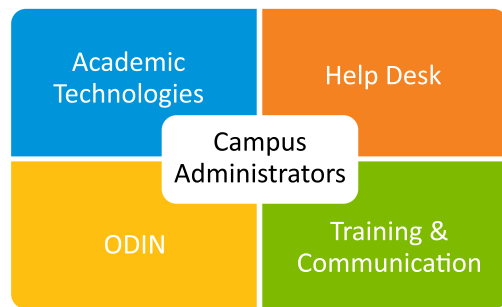 Academic
Technologies
Help Desk
Campus
Administrators
ODIN
Training &
Communication